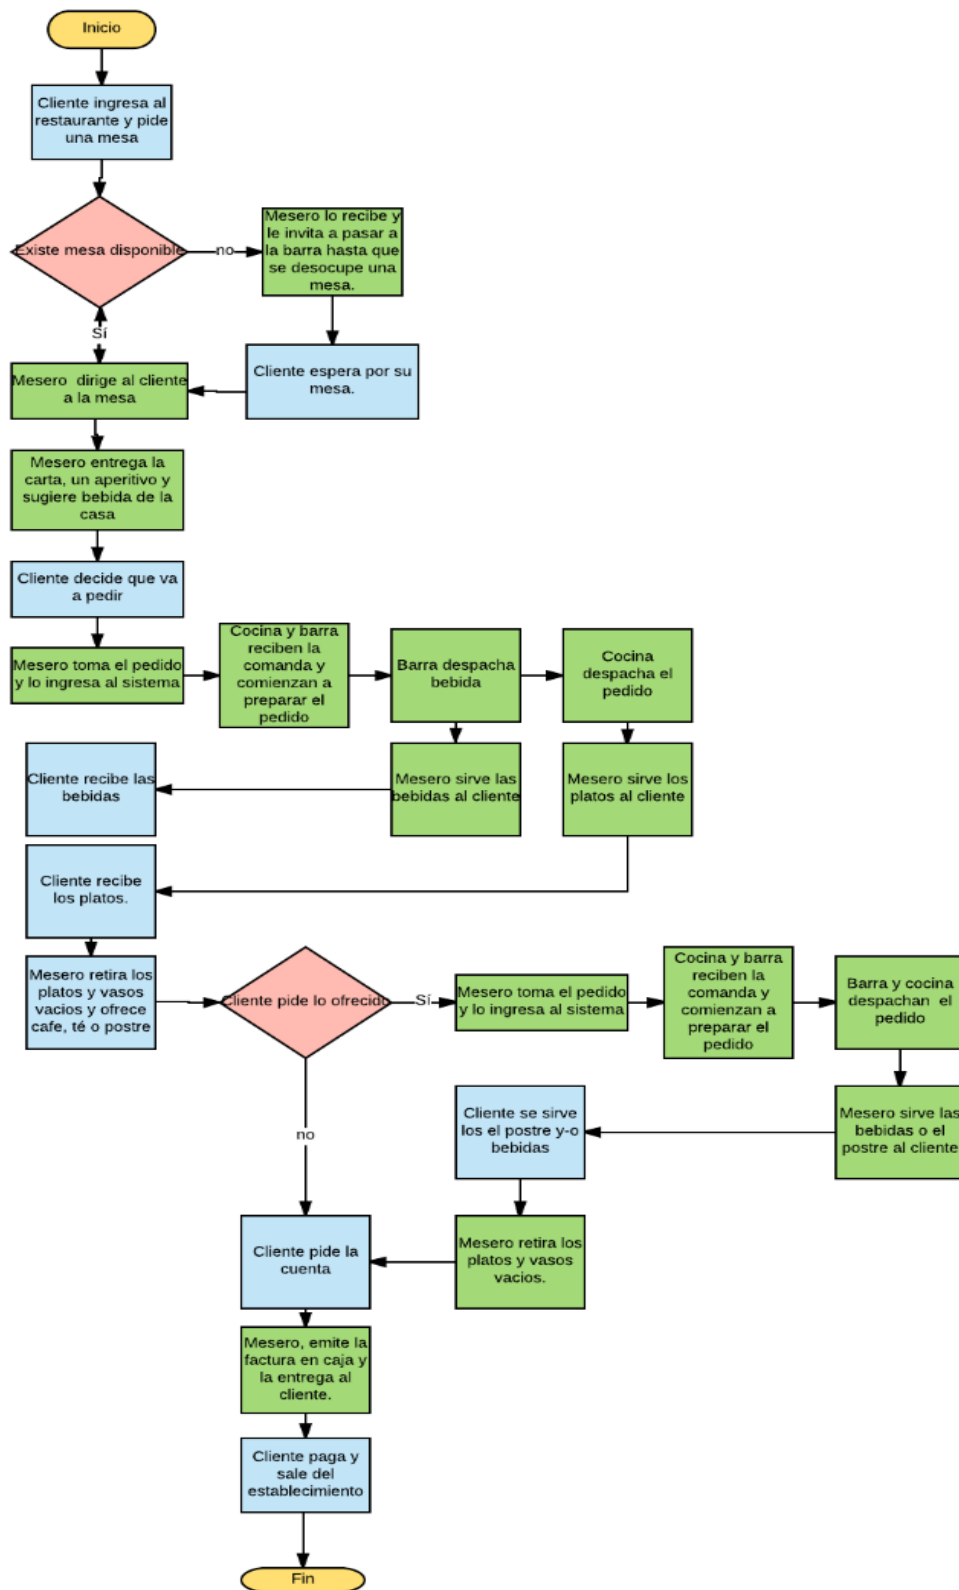 Inicio
Cliente ingresa al
restaurante y pide
una mesa
Existe mesa disponible
no
Mesero lo recibe y
le invita a pasar a
la barra hasta que
se desocupe una
mesa.
Sí
Cliente espera por su
mesa.
Mesero dirige al cliente
a la mesa
Mesero entrega la
carta, un aperitivo y
sugiere bebida de la
casa
Cliente decide que va
a pedir
Mesero toma el pedido
y lo ingresa al sistema
Cocina y barra
reciben la
comanda y
comienzan a
preparar el
pedido
Barra despacha
bebida
Cocina
despacha el
pedido
Cliente recibe las
bebidas
Mesero sirve las
bebidas al cliente
Mesero sirve los
platos al cliente
Cliente recibe
los platos.
Mesero retira los
platos y vasos
vacios y ofrece
cafe, té o postre
Cliente pide lo ofrecido
Sí
Mesero toma el pedido
y lo ingresa al sistema
Cocina y barra
reciben la
comanda y
comienzan a
preparar el
pedido
Barra y cocina
despachan el
pedido
no
Cliente se sirve
los el postre y-o
bebidas
Mesero sirve las
bebidas o el
postre al cliente
Cliente pide la
cuenta
Mesero retira los
platos y vasos
vacios.
Mesero, emite la
factura en caja y
la entrega al
cliente.
Cliente paga y
sale del
establecimiento
Fin